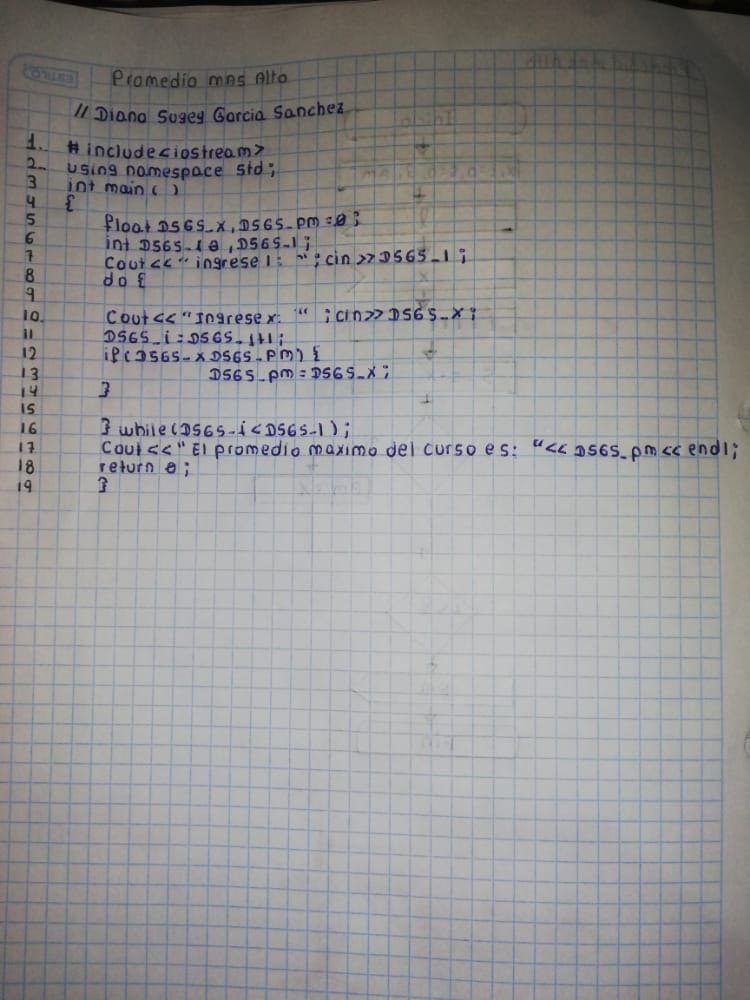 Promedio mas Alto
// Diana Sugey Garcia Sanchez
1. #include<iostream>
2. using namespace std;
3 int main()
4 {
5 float DSGS_x, DSGS_pm=0;
6 int DSGS_i 0, DSGS_l;
7 Cout<<"ingrese l: "; cin>>DSGS_l;
8 do {
9
10. Cout<<"Ingrese x: " ; cin>> DSGS_x;
11 DSGS_i=DSGS_i+1;
12 if(DSGS_x DSGS_pm) {
13 DSGS_pm=DSGS_x;
14 }
15
16 } while(DSGS_i<DSGS_l);
17 Cout<<"El promedio maximo del curso es: "<< DSGS_pm<< endl;
18 return 0;
19 }